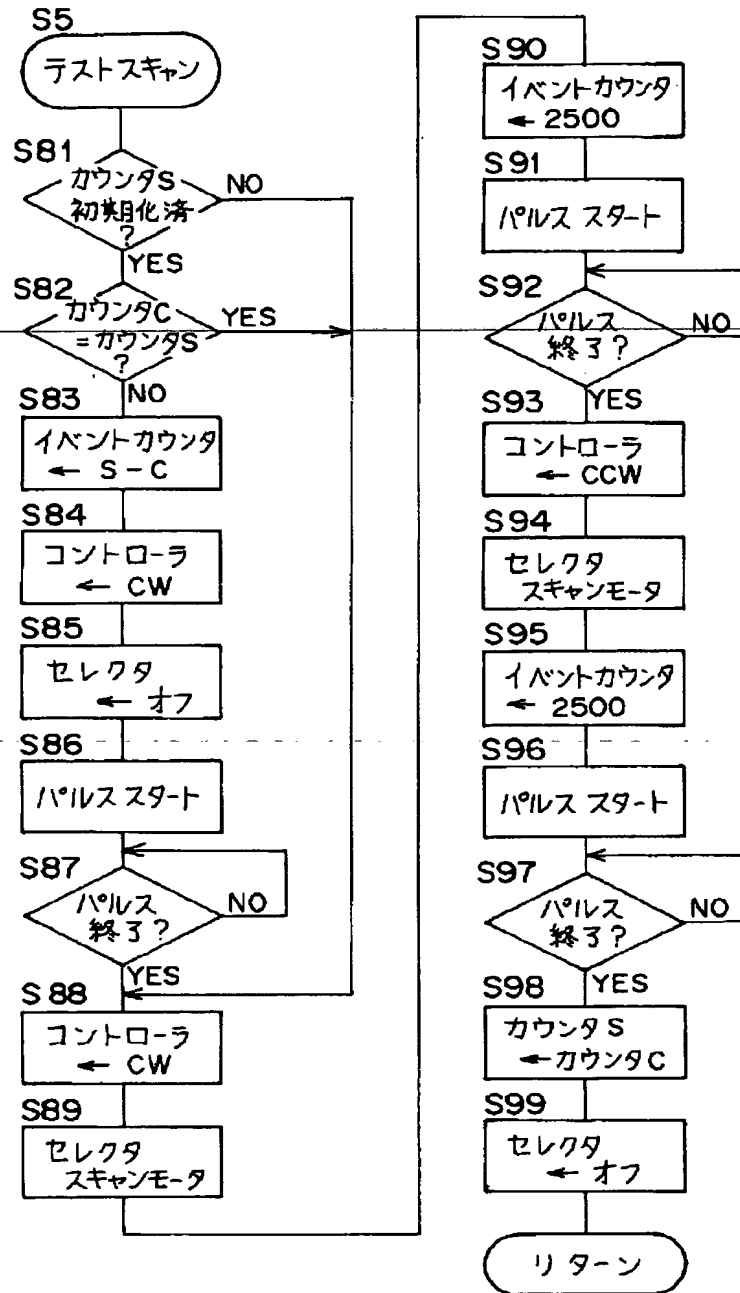 S5
テストスキャン
S81
カウンタS
初期化済
?
NO
YES
S82
カウンタC
=カウンタS
?
YES
NO
S83
イベントカウンタ
← S-C
S84
コントローラ
← CW
S85
セレクタ
← オフ
S86
パルス スタート
S87
パルス
終了?
NO
YES
S88
コントローラ
← CW
S89
セレクタ
スキャンモータ
S90
イベントカウンタ
← 2500
S91
パルス スタート
S92
パルス
終了?
NO
YES
S93
コントローラ
← CCW
S94
セレクタ
スキャンモータ
S95
イベントカウンタ
← 2500
S96
パルス スタート
S97
パルス
終了?
NO
YES
S98
カウンタS
←カウンタC
S99
セレクタ
← オフ
リターン